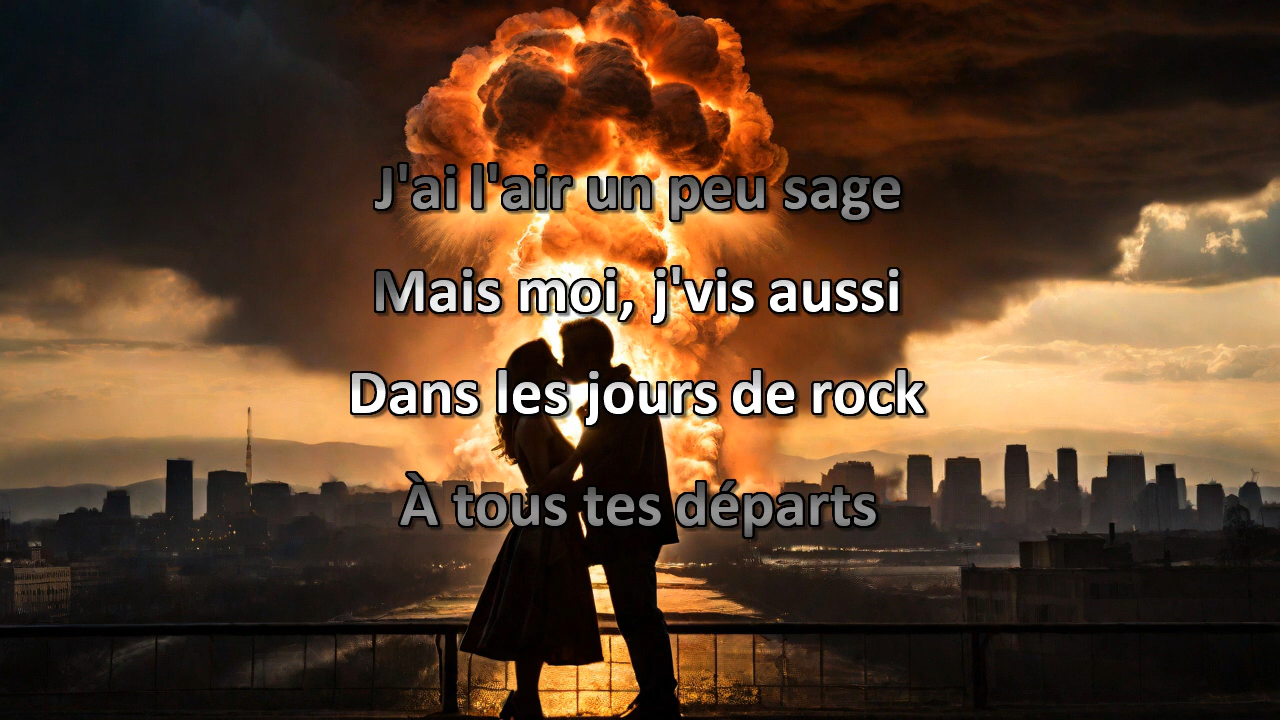 J'ai l'air un peu sage
Mais moi, j'vis aussi
Dans les jours de rock
À tous tes départs